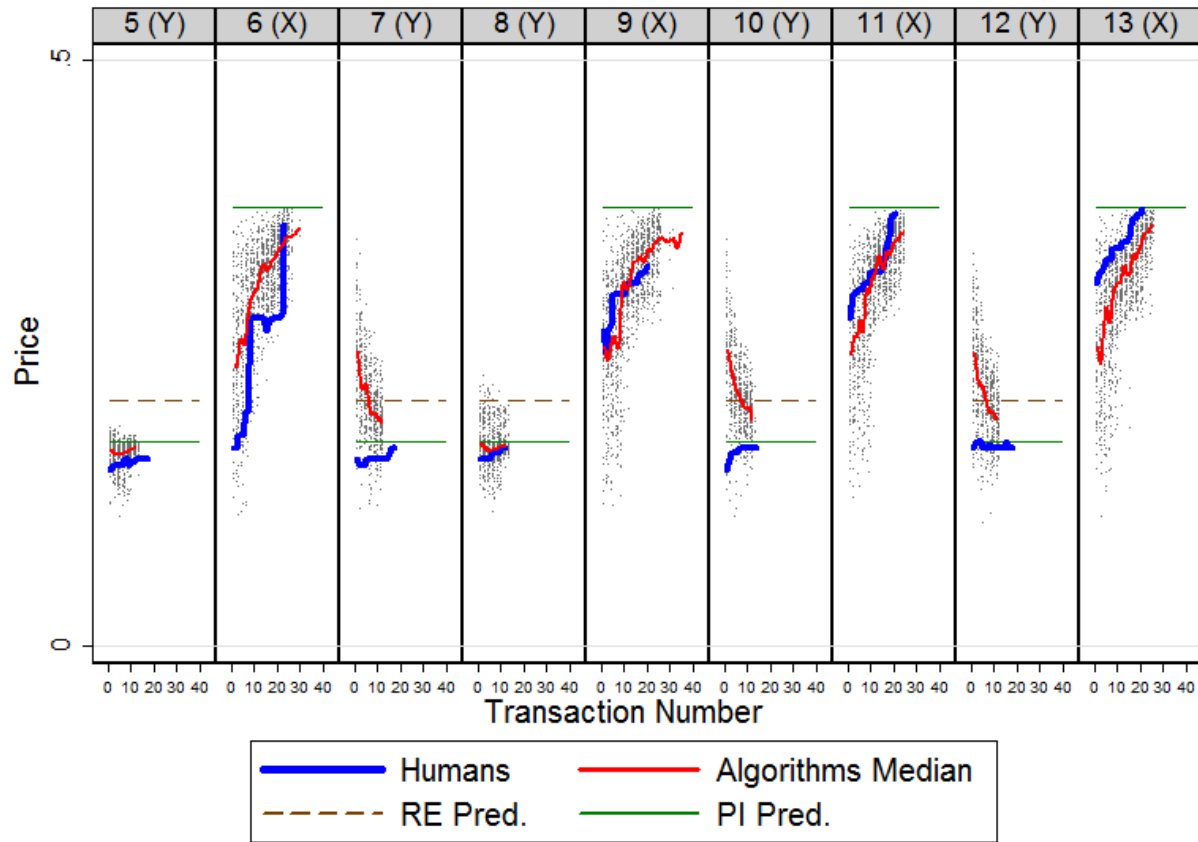 5 (Y) 6 (X) 7 (Y) 8 (Y) 9 (X) 10 (Y) 11 (X) 12 (Y) 13 (X)
.5
Price
0
0 10 20 30 40 0 10 20 30 40 0 10 20 30 40 0 10 20 30 40 0 10 20 30 40 0 10 20 30 40 0 10 20 30 40 0 10 20 30 40 0 10 20 30 40
Transaction Number
Humans Algorithms Median
RE Pred. PI Pred.